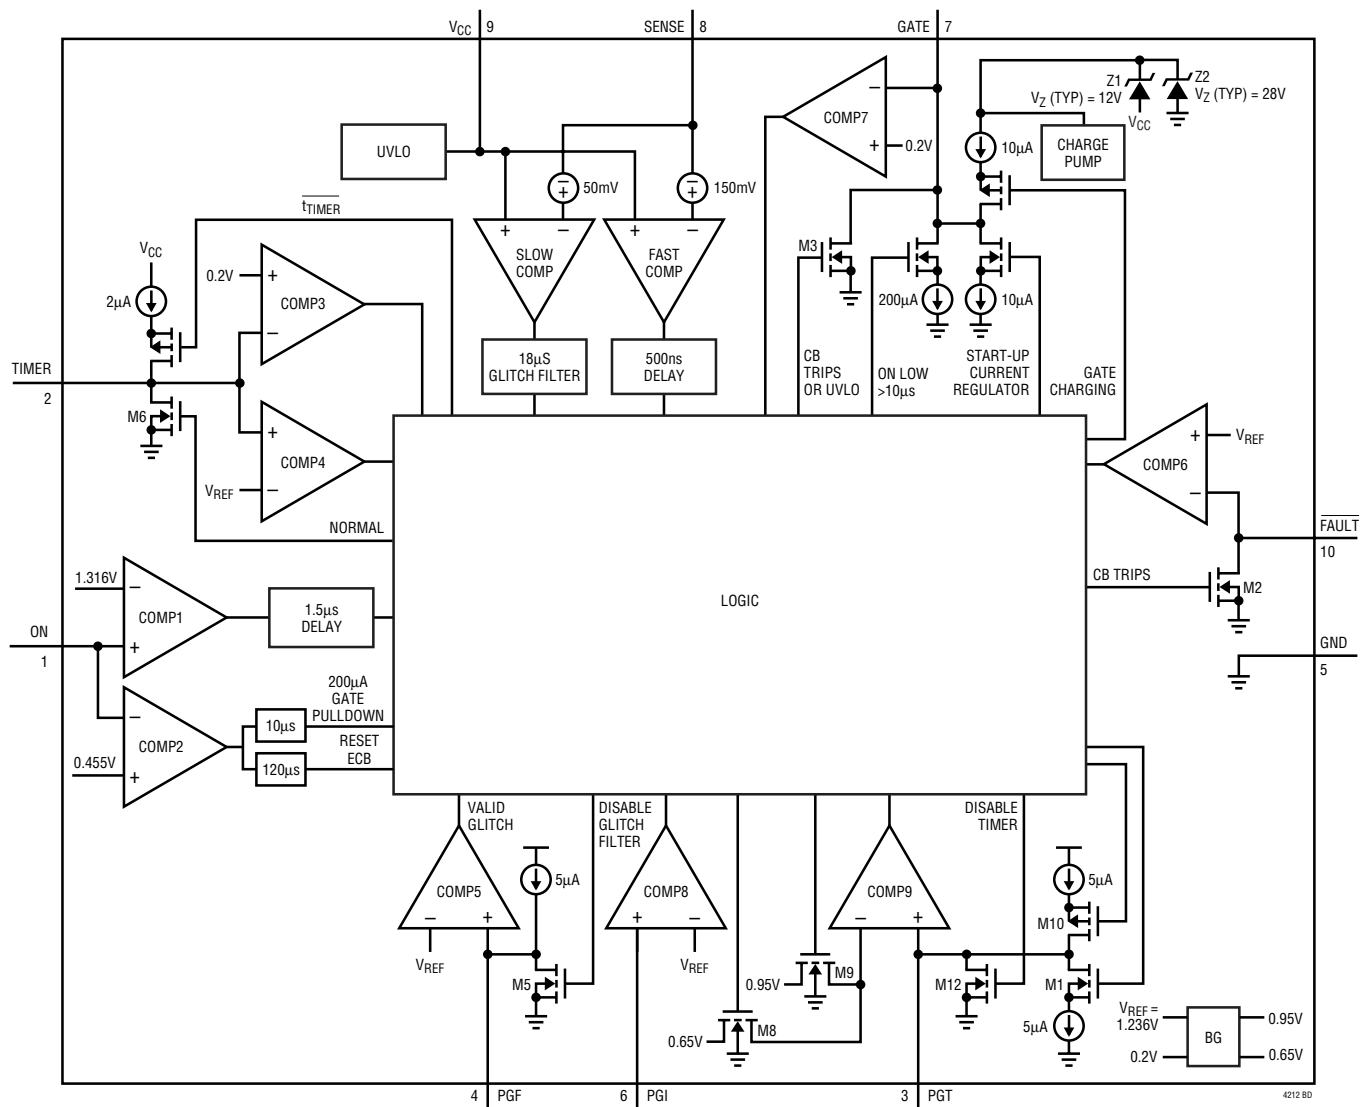 VCC 9
SENSE 8
GATE 7
UVLO
50mV
150mV
COMP7
−
+
0.2V
10µA
CHARGE
PUMP
Z1
VZ (TYP) = 12V
VCC
Z2
VZ (TYP) = 28V
tTIMER
+ −
SLOW
COMP
+ −
FAST
COMP
18µS
GLITCH FILTER
500ns
DELAY
M3
200µA
10µA
CB
TRIPS
OR UVLO
ON LOW
>10µs
START-UP
CURRENT
REGULATOR
GATE
CHARGING
VCC
2µA
0.2V
+
COMP3
−
TIMER
2
M6
+
COMP4
VREF
−
NORMAL
+
VREF
COMP6
−
FAULT
10
CB TRIPS
M2
GND
5
LOGIC
1.316V
−
COMP1
+
1.5µs
DELAY
ON
1
−
COMP2
0.455V
+
10µs
120µs
200µA
GATE
PULLDOWN
RESET
ECB
VALID
GLITCH
DISABLE
GLITCH
FILTER
DISABLE
TIMER
COMP5
− +
VREF
5µA
M5
COMP8
+ −
VREF
COMP9
− +
0.95V
M9
0.65V
M8
M12
5µA
M10
M1
5µA
VREF =
1.236V
0.2V
BG
0.95V
0.65V
4 PGF
6 PGI
3 PGT
4212 BD